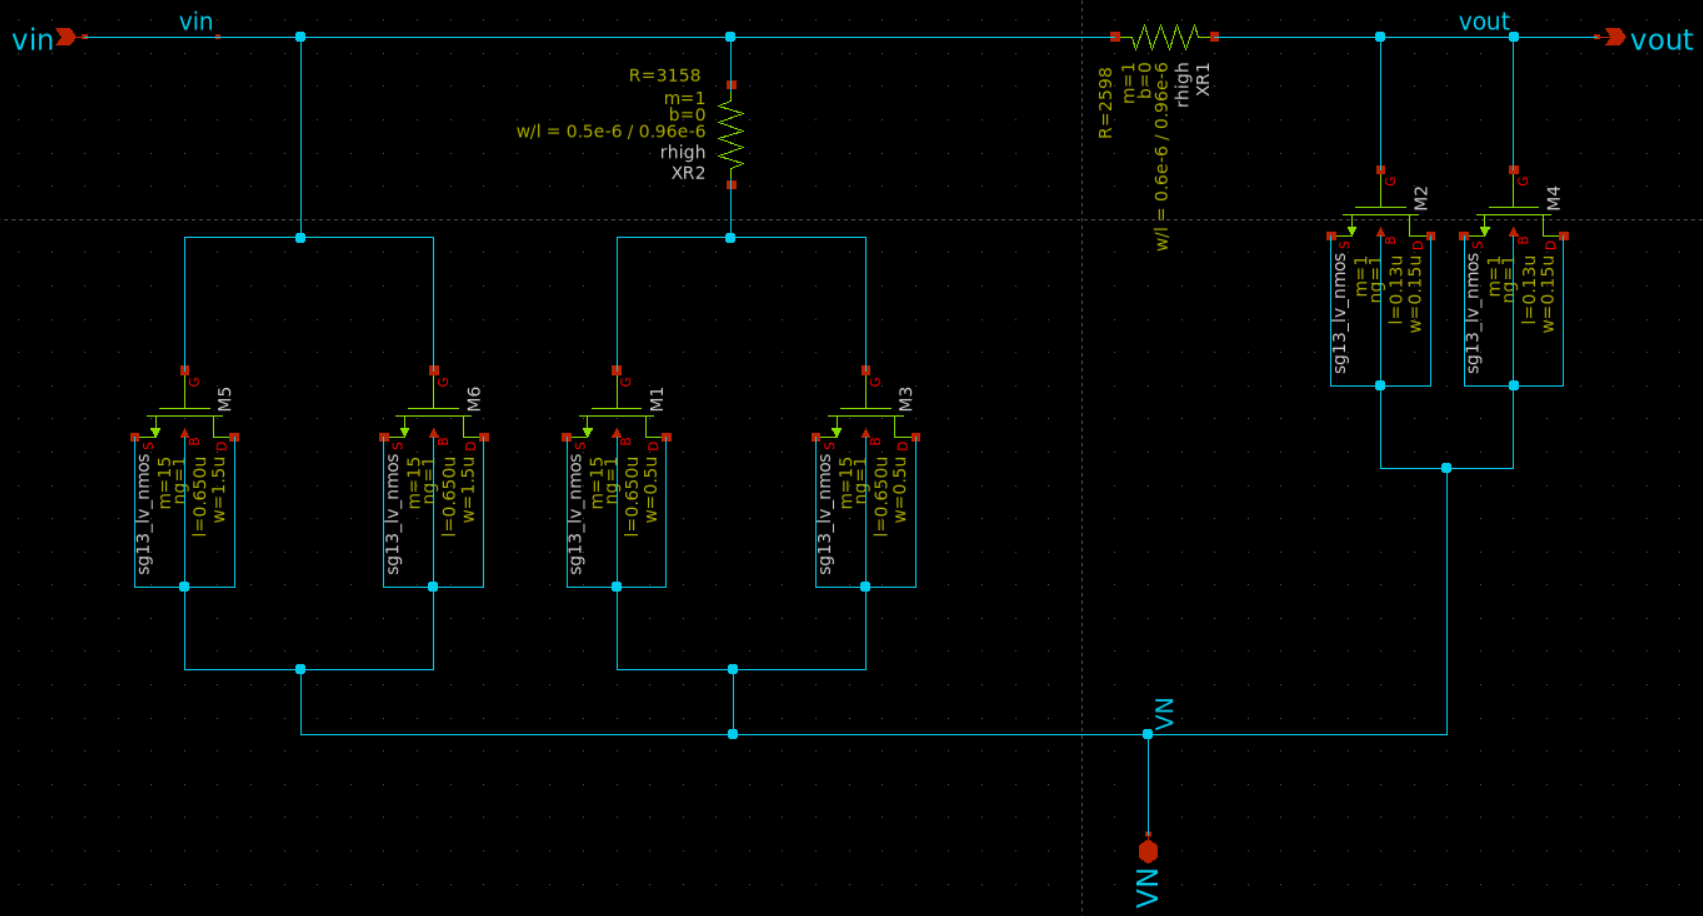 vin
vin
R=3158
m=1
b=0
w/l = 0.5e-6 / 0.96e-6
rhigh
XR2
R=2598
m=1
b=0
w/l = 0.6e-6 / 0.96e-6
rhigh
XR1
vout
vout
G
M2
S
B
D
sg13_lv_nmos
m=1
ng=1
l=0.13u
w=0.15u
G
M4
S
B
D
sg13_lv_nmos
m=1
ng=1
l=0.13u
w=0.15u
G
M5
S
B
D
sg13_lv_nmos
m=15
ng=1
l=0.650u
w=1.5u
G
M6
S
B
D
sg13_lv_nmos
m=15
ng=1
l=0.650u
w=1.5u
G
M1
S
B
D
sg13_lv_nmos
m=15
ng=1
l=0.650u
w=0.5u
G
M3
S
B
D
sg13_lv_nmos
m=15
ng=1
l=0.650u
w=0.5u
VN
VN